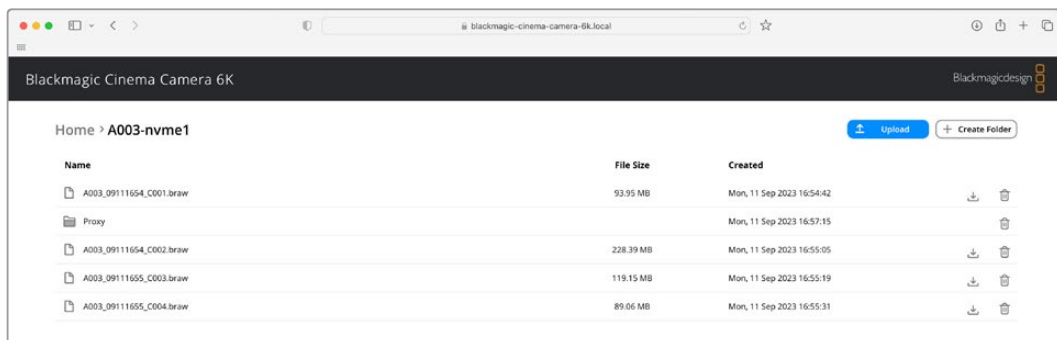 blackmagic-cinema-camera-6k.local
Blackmagic Cinema Camera 6K
Blackmagicdesign
Home > A003-nvme1
Upload
+ Create Folder
Name File Size Created
A003_09111654_C001.braw 93.95 MB Mon, 11 Sep 2023 16:54:42
Proxy Mon, 11 Sep 2023 16:57:15
A003_09111654_C002.braw 228.39 MB Mon, 11 Sep 2023 16:55:05
A003_09111655_C003.braw 119.15 MB Mon, 11 Sep 2023 16:55:19
A003_09111655_C004.braw 89.06 MB Mon, 11 Sep 2023 16:55:31